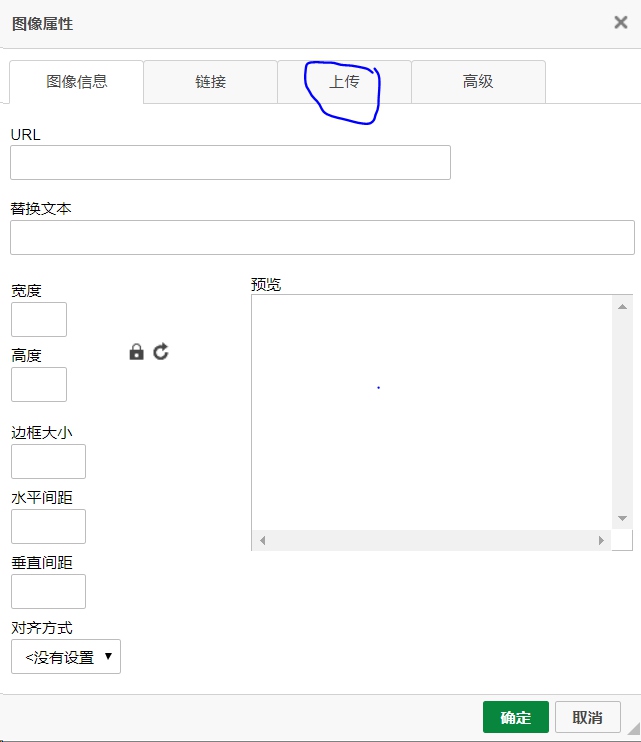 图像属性
图像信息 链接 上传 高级
URL
替换文本
宽度
预览
高度
边框大小
水平间距
垂直间距
对齐方式
<没有设置
确定 取消